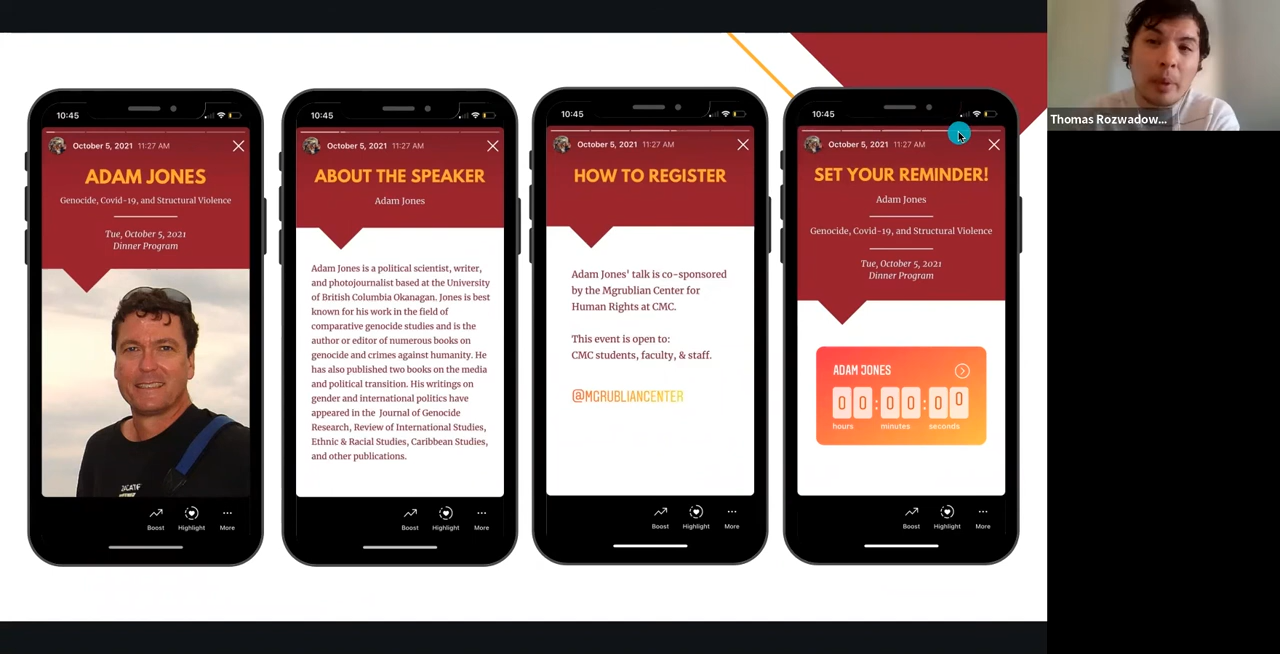 10:45
October 5, 2021 11:27 AM
ADAM JONES
Genocide, Covid-19, and Structural Violence
Tue, October 5, 2021
Dinner Program
Boost
Highlight
More
10:45
October 5, 2021 11:27 AM
ABOUT THE SPEAKER
Adam Jones
Adam Jones is a political scientist, writer,
and photojournalist based at the University
of British Columbia Okanagan. Jones is best
known for his work in the field of
comparative genocide studies and is the
author or editor of numerous books on
genocide and crimes against humanity. He
has also published two books on the media
and political transition. His writings on
gender and international politics have
appeared in the Journal of Genocide
Research, Review of International Studies,
Ethnic & Racial Studies, Caribbean Studies,
and other publications.
Boost
Highlight
More
10:45
October 5, 2021 11:27 AM
HOW TO REGISTER
Adam Jones' talk is co-sponsored
by the Mgrublian Center for
Human Rights at CMC.
This event is open to:
CMC students, faculty, & staff.
@MGRUBLIANCENTER
Boost
Highlight
More
10:45
October 5, 2021 11:27 AM
SET YOUR REMINDER!
Adam Jones
Genocide, Covid-19, and Structural Violence
Tue, October 5, 2021
Dinner Program
ADAM JONES
00:00:00
hours minutes seconds
Boost
Highlight
More
Thomas Rozwadow...